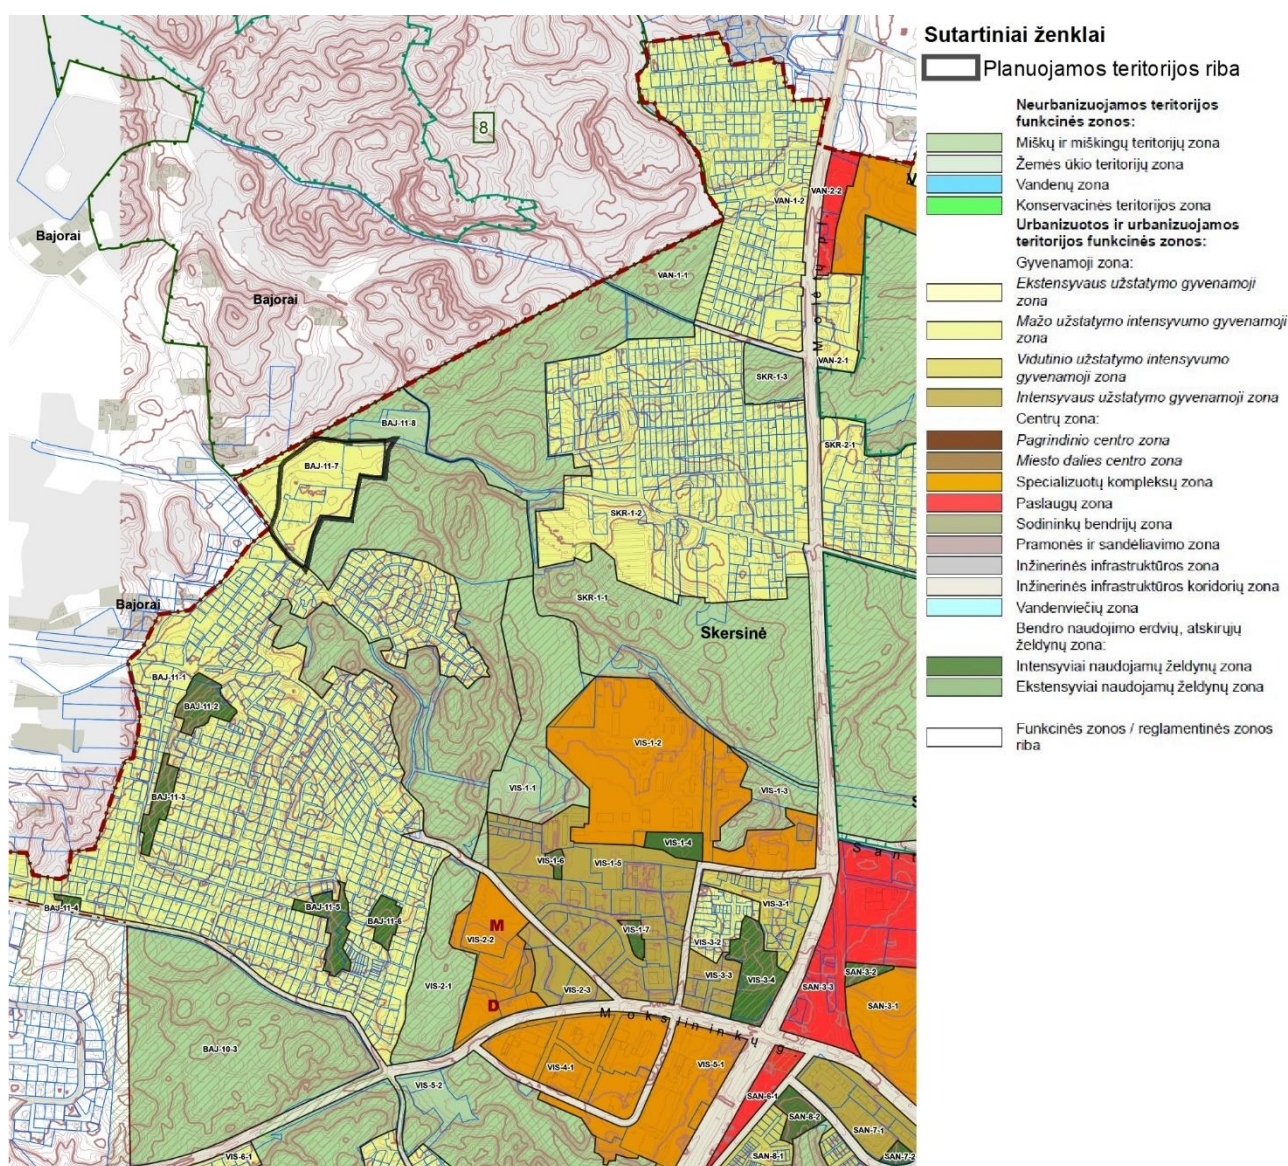 8
Bajorai
Bajorai
Bajorai
Skersinė
VAN-2-2
VAN-1-2
VAN-1-1
VAN-2-1
SKR-1-3
SKR-2-1
BAJ-11-8
BAJ-11-7
SKR-1-2
SKR-1-1
BAJ-11-1
BAJ-11-2
BAJ-11-3
BAJ-11-4
BAJ-11-5
BAJ-11-6
VIS-1-2
VIS-1-1
VIS-1-3
VIS-1-4
VIS-1-6
VIS-1-5
VIS-1-7
VIS-3-1
VIS-3-2
VIS-3-3
VIS-3-4
M
VIS-2-2
VIS-2-1
VIS-2-3
D
Mokslininkų g.
Molėtų pl.
Sant
SAN-3-2
SAN-3-3
SAN-3-1
BAJ-10-3
VIS-4-1
VIS-5-1
VIS-5-2
VIS-6-1
SAN-6-1
SAN-8-2
SAN-7-1
SAN-8-1
SAN-7-2
Sutartiniai ženklai
Planuojamos teritorijos riba
Neurbanizuojamos teritorijos
funkcinės zonos:
Miškų ir miškingų teritorijų zona
Žemės ūkio teritorijų zona
Vandenų zona
Konservacinės teritorijos zona
Urbanizuotos ir urbanizuojamos
teritorijos funkcinės zonos:
Gyvenamoji zona:
Ekstensyvaus užstatymo gyvenamoji
zona
Mažo užstatymo intensyvumo gyvenamoji
zona
Vidutinio užstatymo intensyvumo
gyvenamoji zona
Intensyvaus užstatymo gyvenamoji zona
Centrų zona:
Pagrindinio centro zona
Miesto dalies centro zona
Specializuotų kompleksų zona
Paslaugų zona
Sodininkų bendrijų zona
Pramonės ir sandėliavimo zona
Inžinerinės infrastruktūros zona
Inžinerinės infrastruktūros koridorių zona
Vandenviečių zona
Bendro naudojimo erdvių, atskirųjų
želdynų zona:
Intensyviai naudojamų želdynų zona
Ekstensyviai naudojamų želdynų zona
Funkcinės zonos / reglamentinės zonos
riba